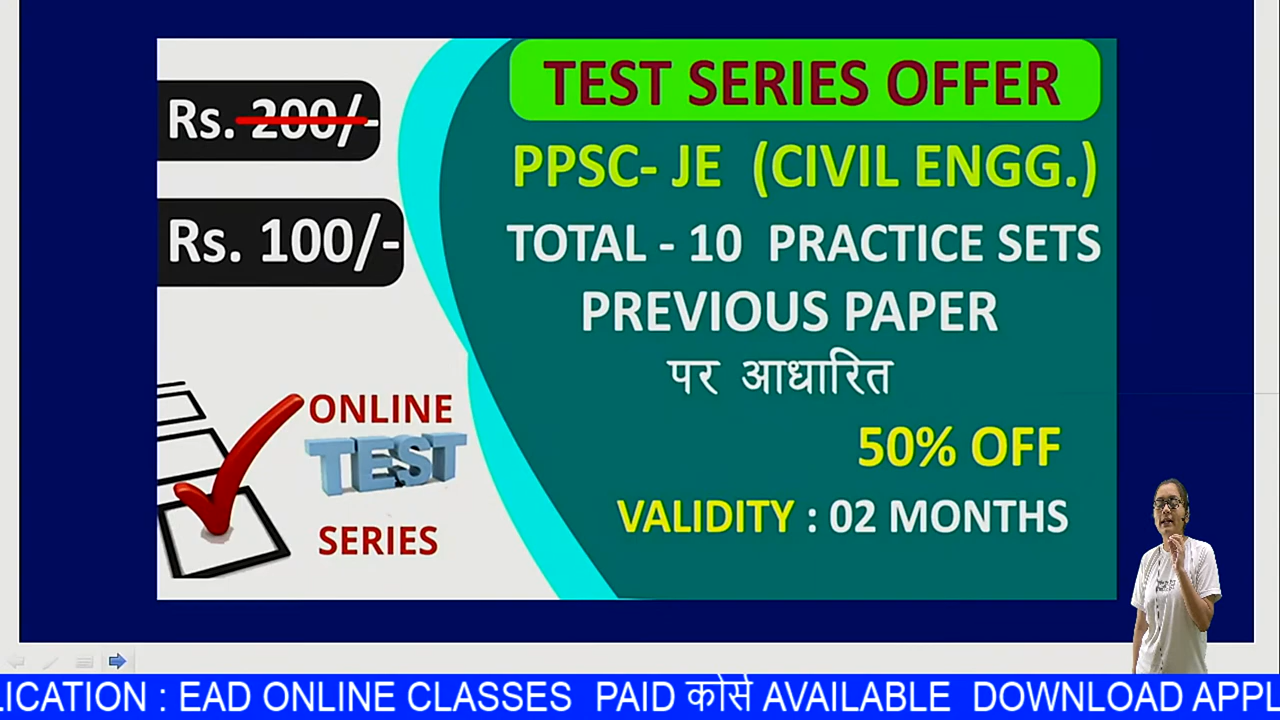 Rs. 200/-
Rs. 100/-
ONLINE
TEST
SERIES
TEST SERIES OFFER
PPSC- JE (CIVIL ENGG.)
TOTAL - 10 PRACTICE SETS
PREVIOUS PAPER
पर आधारित
50% OFF
VALIDITY : 02 MONTHS
LICATION : EAD ONLINE CLASSES PAID कोर्स AVAILABLE DOWNLOAD APPL